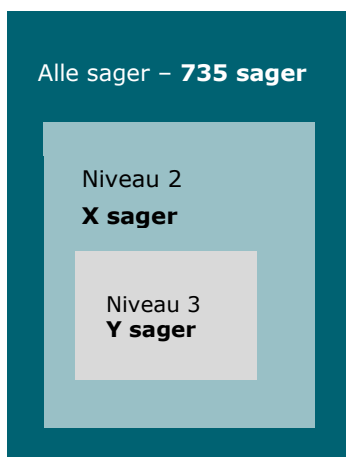 Alle sager – 735 sager
Niveau 2
X sager
Niveau 3
Y sager